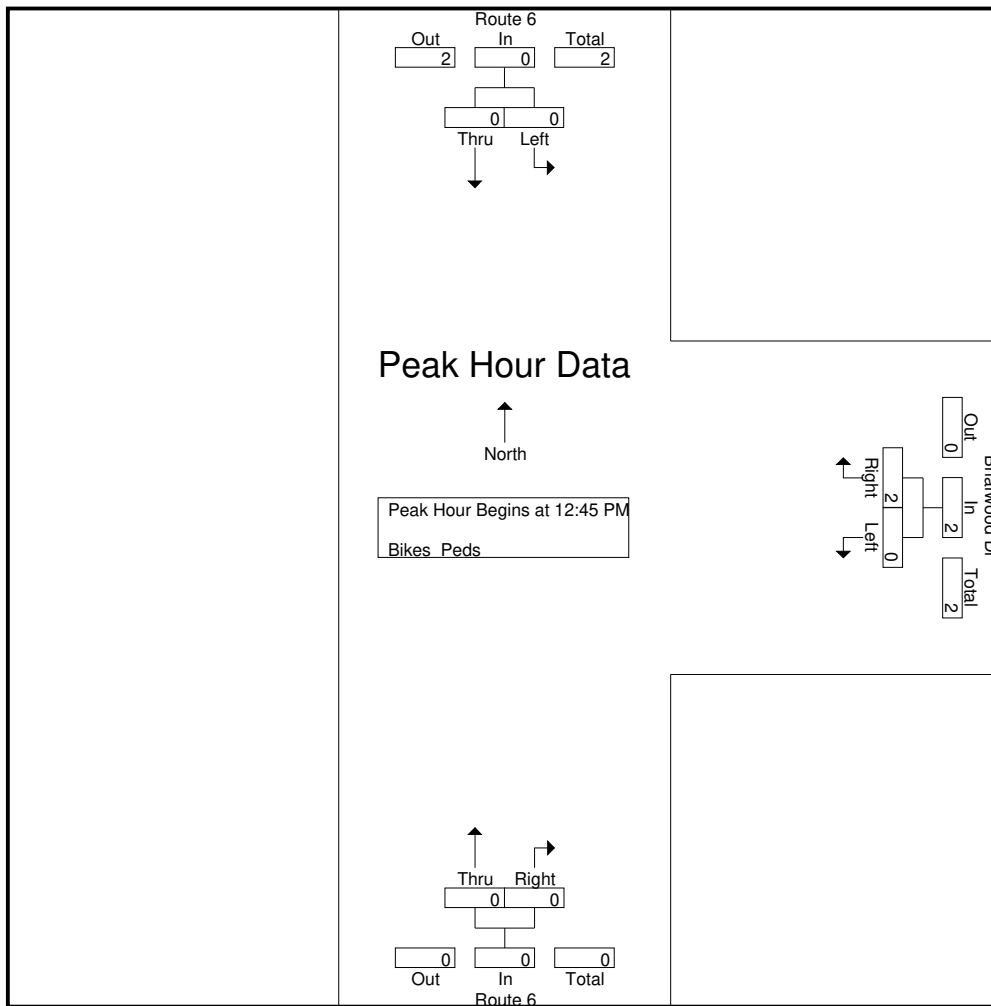 Route 6
Out In Total
2 0 2
0 0
Thru Left
Peak Hour Data
North
Peak Hour Begins at 12:45 PM
Bikes Peds
Out In Total
0 2 2
2 0
Right Left
Thru Right
0 0
0 0 0
Out In Total
Route 6